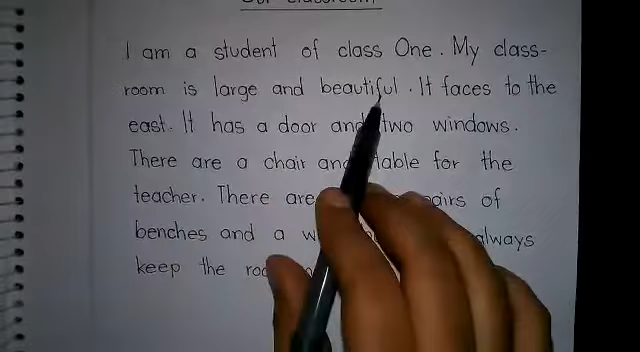 Our classroom
I am a student of class One. My class-
room is large and beautiful. It faces to the
east. It has a door and two windows.
There are a chair and table for the
teacher. There are pairs of
benches and a always
keep the